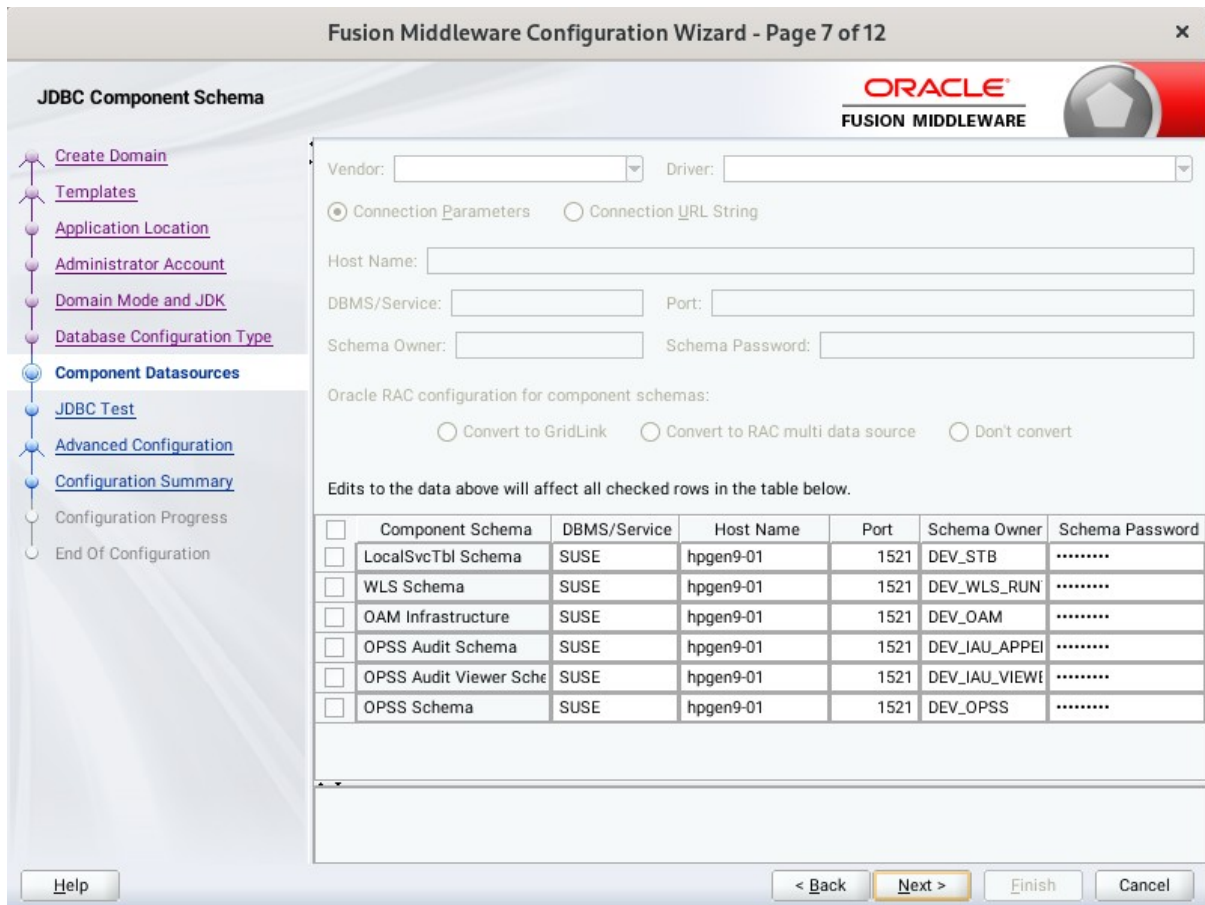 Fusion Middleware Configuration Wizard - Page 7 of 12
JDBC Component Schema
ORACLE
FUSION MIDDLEWARE
Create Domain
Templates
Application Location
Administrator Account
Domain Mode and JDK
Database Configuration Type
Component Datasources
JDBC Test
Advanced Configuration
Configuration Summary
Configuration Progress
End Of Configuration
Vendor: Driver:
Connection Parameters Connection URL String
Host Name:
DBMS/Service: Port:
Schema Owner: Schema Password:
Oracle RAC configuration for component schemas:
Convert to GridLink Convert to RAC multi data source Don't convert
Edits to the data above will affect all checked rows in the table below.
Component Schema DBMS/Service Host Name Port Schema Owner Schema Password
LocalSvcTbl Schema SUSE hpgen9-01 1521 DEV_STB •••••••••
WLS Schema SUSE hpgen9-01 1521 DEV_WLS_RUN •••••••••
OAM Infrastructure SUSE hpgen9-01 1521 DEV_OAM •••••••••
OPSS Audit Schema SUSE hpgen9-01 1521 DEV_IAU_APPEI •••••••••
OPSS Audit Viewer Sche SUSE hpgen9-01 1521 DEV_IAU_VIEWE •••••••••
OPSS Schema SUSE hpgen9-01 1521 DEV_OPSS •••••••••
Help < Back Next > Finish Cancel